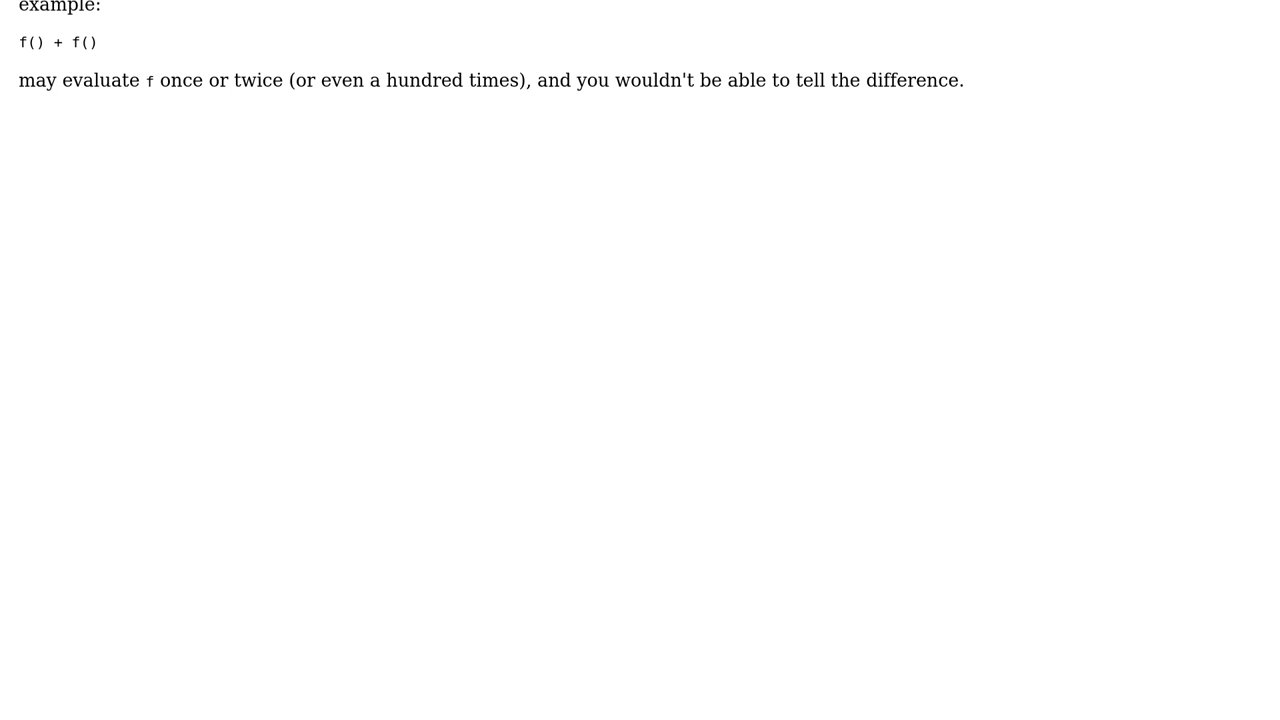 example:
f() + f()
may evaluate f once or twice (or even a hundred times), and you wouldn't be able to tell the difference.